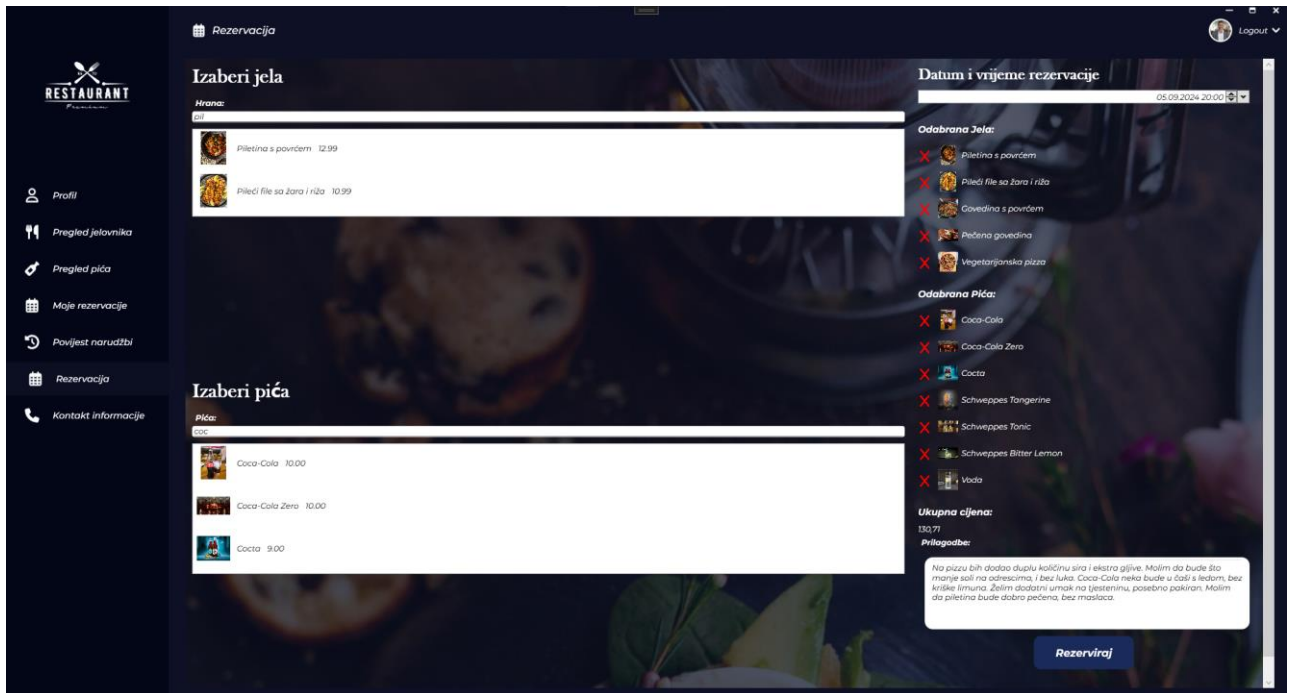 Rezervacija
Logout
RESTAURANT
Premium
Profil
Pregled jelovnika
Pregled pića
Moje rezervacije
Povijest narudžbi
Rezervacija
Kontakt informacije
Izaberi jela
Hrana:
pil
Piletina s povrćem 12.99
Pileći file sa žara i riža 10.99
Izaberi pića
Pića:
coc
Coca-Cola 10.00
Coca-Cola Zero 10.00
Cocta 9.00
Datum i vrijeme rezervacije
05.09.2024 20:00
Odabrana Jela:
Piletina s povrćem
Pileći file sa žara i riža
Govedina s povrćem
Pečena govedina
Vegetarijanska pizza
Odabrana Pića:
Coca-Cola
Coca-Cola Zero
Cocta
Schweppes Tangerine
Schweppes Tonic
Schweppes Bitter Lemon
Voda
Ukupna cijena:
130,71
Prilagodbe:
Na pizzu bih dodao duplu količinu sira i ekstra gljive. Molim da bude što
manje soli na odrescima, i bez luka. Coca-Cola neka bude u čaši s ledom, bez
kriške limuna. Želim dodatni umak na tjesteninu, posebno pakiran. Molim
da piletina bude dobro pečena, bez maslaca.
Rezerviraj